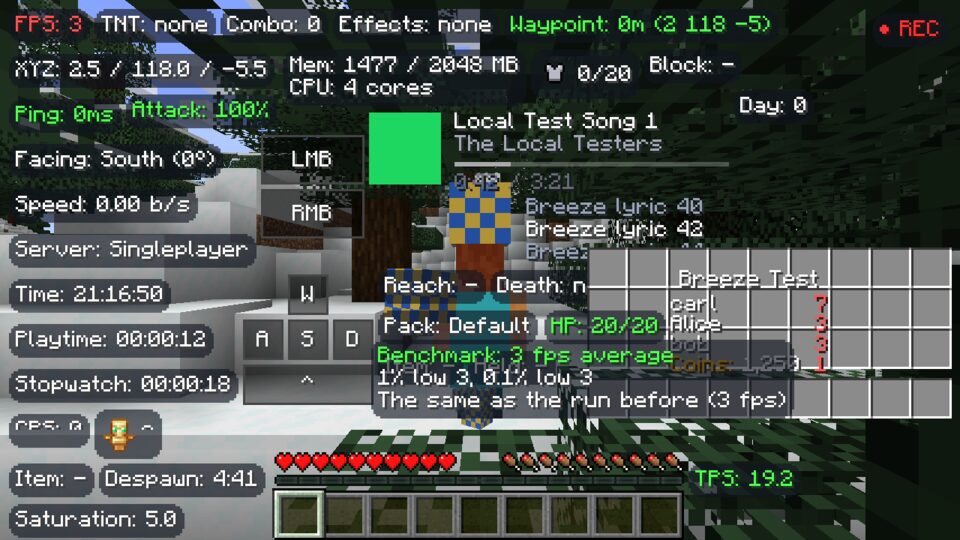 FPS: 3 TNT: none Combo: 0 Effects: none Waypoint: 0m (2 118 -5)
REC
XYZ: 2.5 / 118.0 / -5.5
Mem: 1477 / 2048 MB
CPU: 4 cores
0/20
Block: -
Ping: 0ms
Attack: 100%
Day: 0
Local Test Song 1
The Local Testers
0:42 / 3:21
Facing: South (0°)
LMB
Speed: 0.00 b/s
RMB
Breeze lyric 40
Breeze lyric 42
Breeze
Server: Singleplayer
Breeze Test
Time: 21:16:50
W
Reach: - Death: n
carl 7
Alice 3
bob 3
Coins: 1,250 1
Playtime: 00:00:12
A S D
Pack: Default HP: 20/20
Benchmark: 3 fps average
1% low 3, 0.1% low 3
The same as the run before (3 fps)
Stopwatch: 00:00:18
^
CPS: 0
^
Item: - Despawn: 4:41
TPS: 19.2
Saturation: 5.0